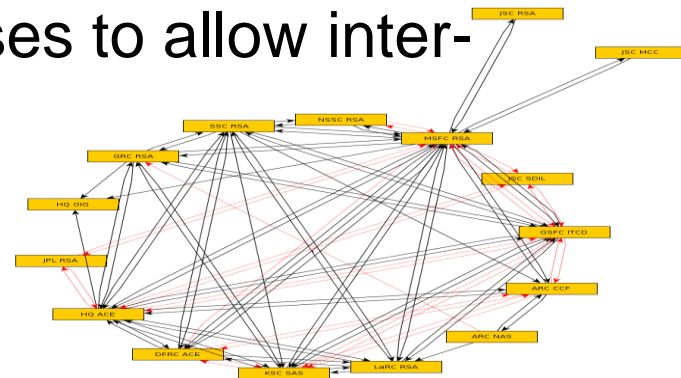 ses to allow inter-
JSC RSA
JSC MCC
NSSC RSA
SSC RSA
MSFC RSA
GRC RSA
JSC SDIL
HQ OIG
GSFC ITCD
JPL RSA
ARC CCF
HQ ACE
ARC NAS
DFRC ACE
LaRC RSA
KSC SAS